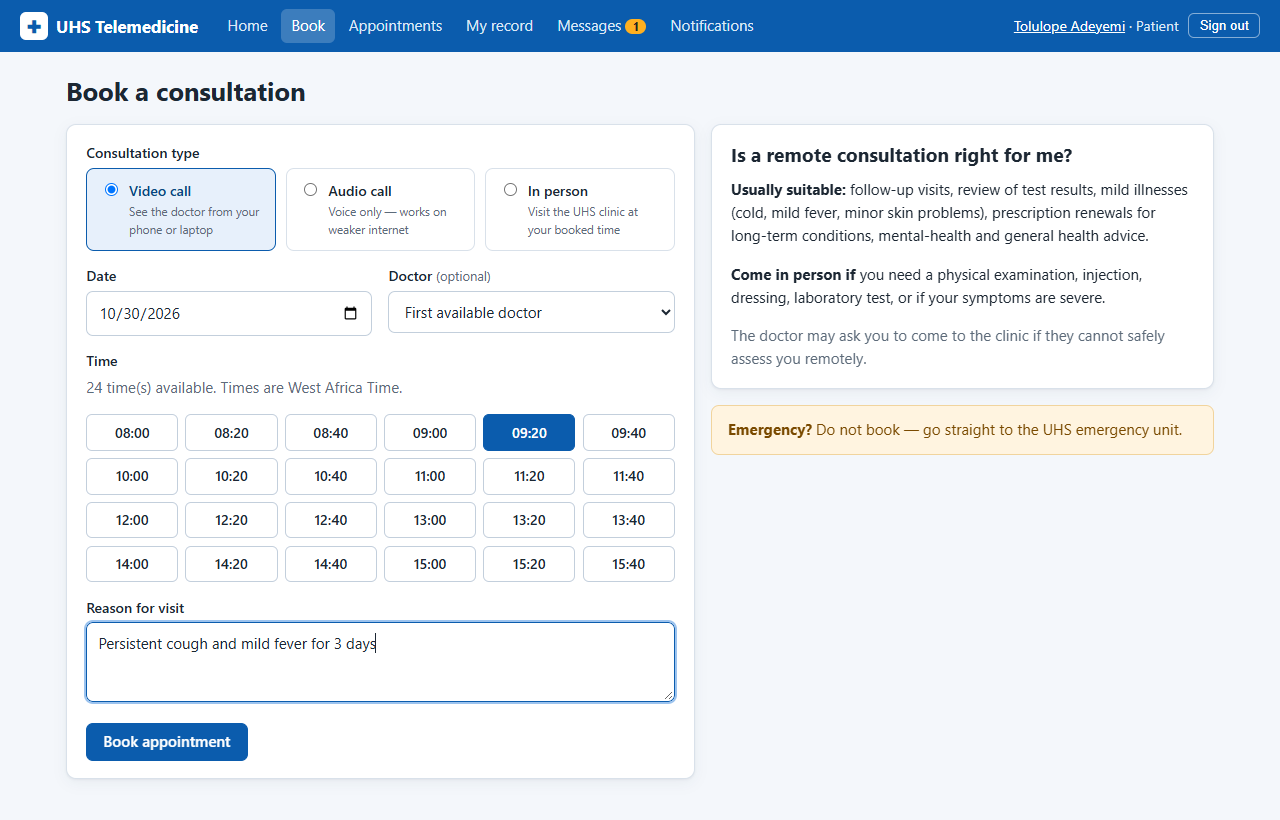 UHS Telemedicine Home Book Appointments My record Messages 1 Notifications Tolulope Adeyemi · Patient Sign out
Book a consultation
Consultation type
Video call
See the doctor from your
phone or laptop
Audio call
Voice only — works on
weaker internet
In person
Visit the UHS clinic at
your booked time
Date
10/30/2026
Doctor (optional)
First available doctor
Time
24 time(s) available. Times are West Africa Time.
08:00 08:20 08:40 09:00 09:20 09:40
10:00 10:20 10:40 11:00 11:20 11:40
12:00 12:20 12:40 13:00 13:20 13:40
14:00 14:20 14:40 15:00 15:20 15:40
Reason for visit
Persistent cough and mild fever for 3 days
Book appointment
Is a remote consultation right for me?
Usually suitable: follow-up visits, review of test results, mild illnesses
(cold, mild fever, minor skin problems), prescription renewals for
long-term conditions, mental-health and general health advice.
Come in person if you need a physical examination, injection,
dressing, laboratory test, or if your symptoms are severe.
The doctor may ask you to come to the clinic if they cannot safely
assess you remotely.
Emergency? Do not book — go straight to the UHS emergency unit.